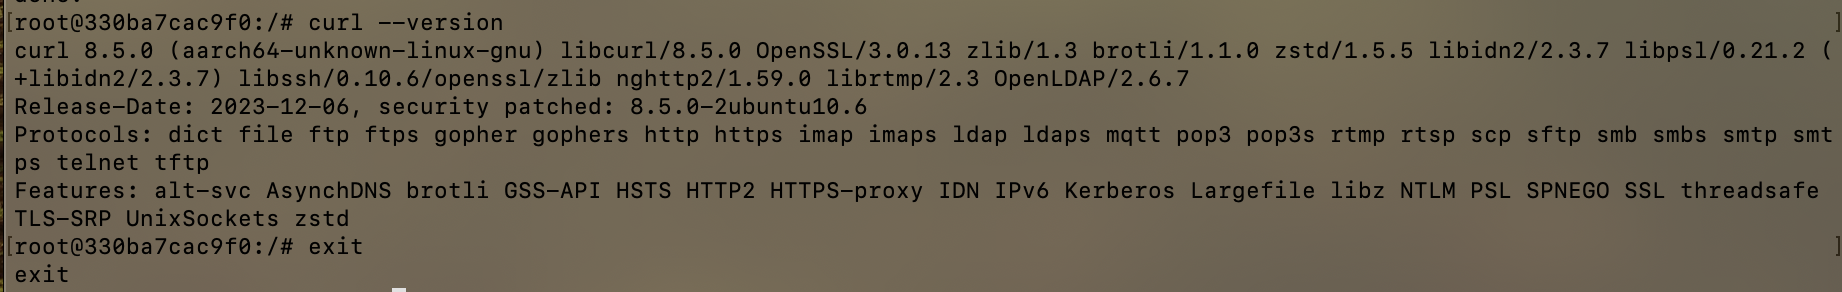 [root@330ba7cac9f0:/# curl --version ]
curl 8.5.0 (aarch64-unknown-linux-gnu) libcurl/8.5.0 OpenSSL/3.0.13 zlib/1.3 brotli/1.1.0 zstd/1.5.5 libidn2/2.3.7 libpsl/0.21.2 (
+libidn2/2.3.7) libssh/0.10.6/openssl/zlib nghttp2/1.59.0 librtmp/2.3 OpenLDAP/2.6.7
Release-Date: 2023-12-06, security patched: 8.5.0-2ubuntu10.6
Protocols: dict file ftp ftps gopher gophers http https imap imaps ldap ldaps mqtt pop3 pop3s rtmp rtsp scp sftp smb smbs smtp smt
ps telnet tftp
Features: alt-svc AsynchDNS brotli GSS-API HSTS HTTP2 HTTPS-proxy IDN IPv6 Kerberos Largefile libz NTLM PSL SPNEGO SSL threadsafe
TLS-SRP UnixSockets zstd
[root@330ba7cac9f0:/# exit ]
exit